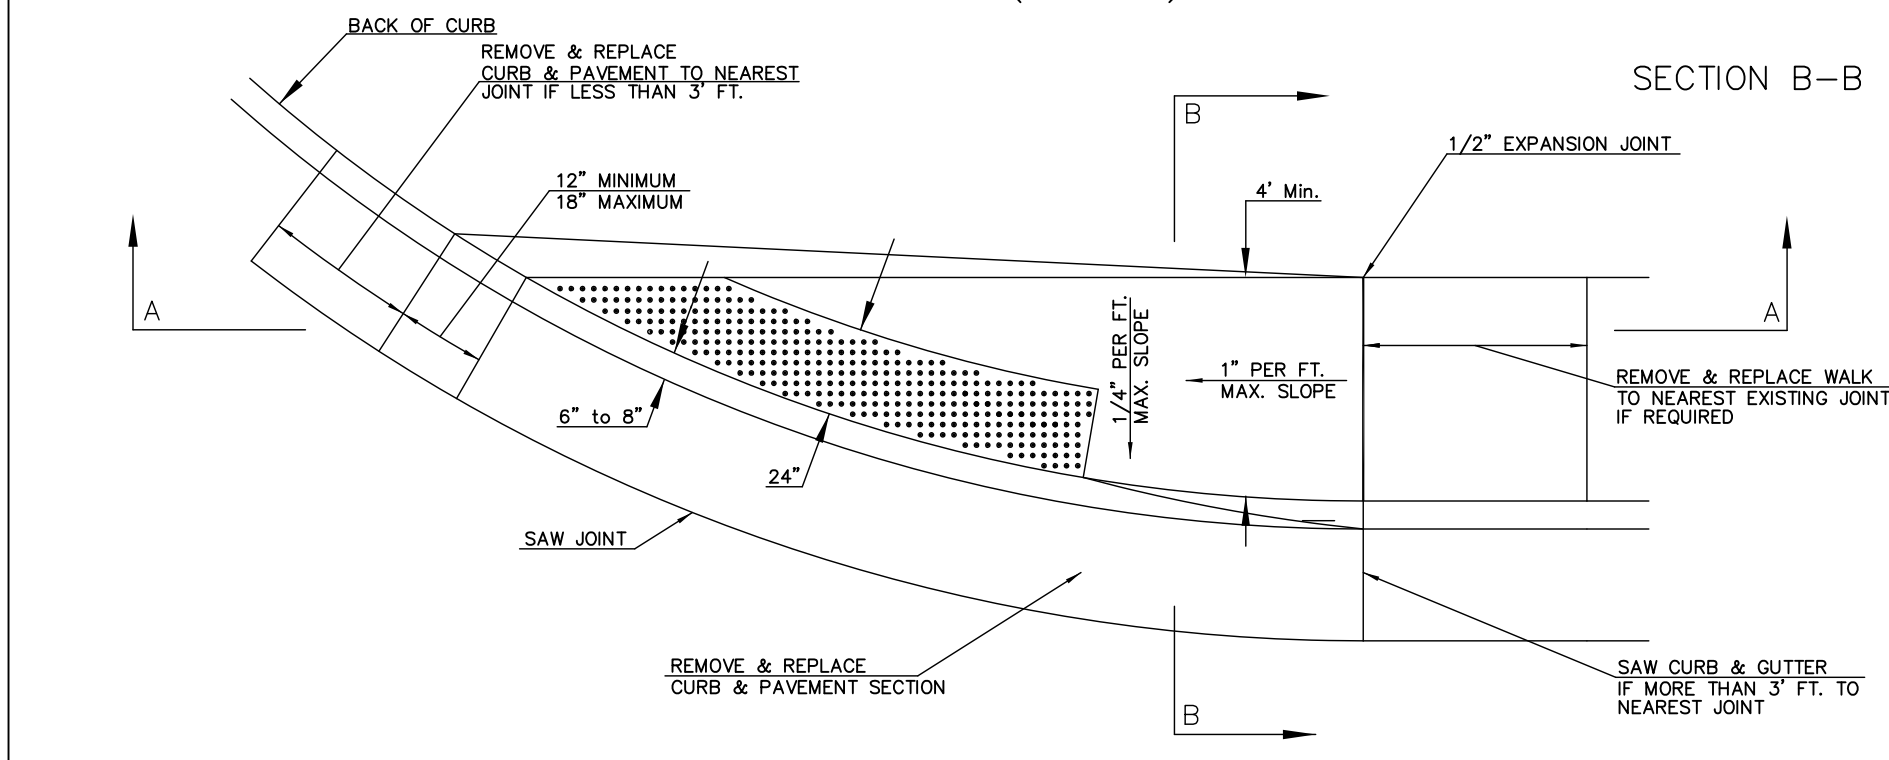 BACK OF CURB
REMOVE & REPLACE
CURB & PAVEMENT TO NEAREST
JOINT IF LESS THAN 3' FT.
SECTION B-B
B
1/2" EXPANSION JOINT
12" MINIMUM
18" MAXIMUM
4' Min.
A
A
1/4" PER FT.
MAX. SLOPE
1" PER FT.
MAX. SLOPE
REMOVE & REPLACE WALK
TO NEAREST EXISTING JOINT
IF REQUIRED
6" to 8"
24"
SAW JOINT
REMOVE & REPLACE
CURB & PAVEMENT SECTION
SAW CURB & GUTTER
IF MORE THAN 3' FT. TO
NEAREST JOINT
B